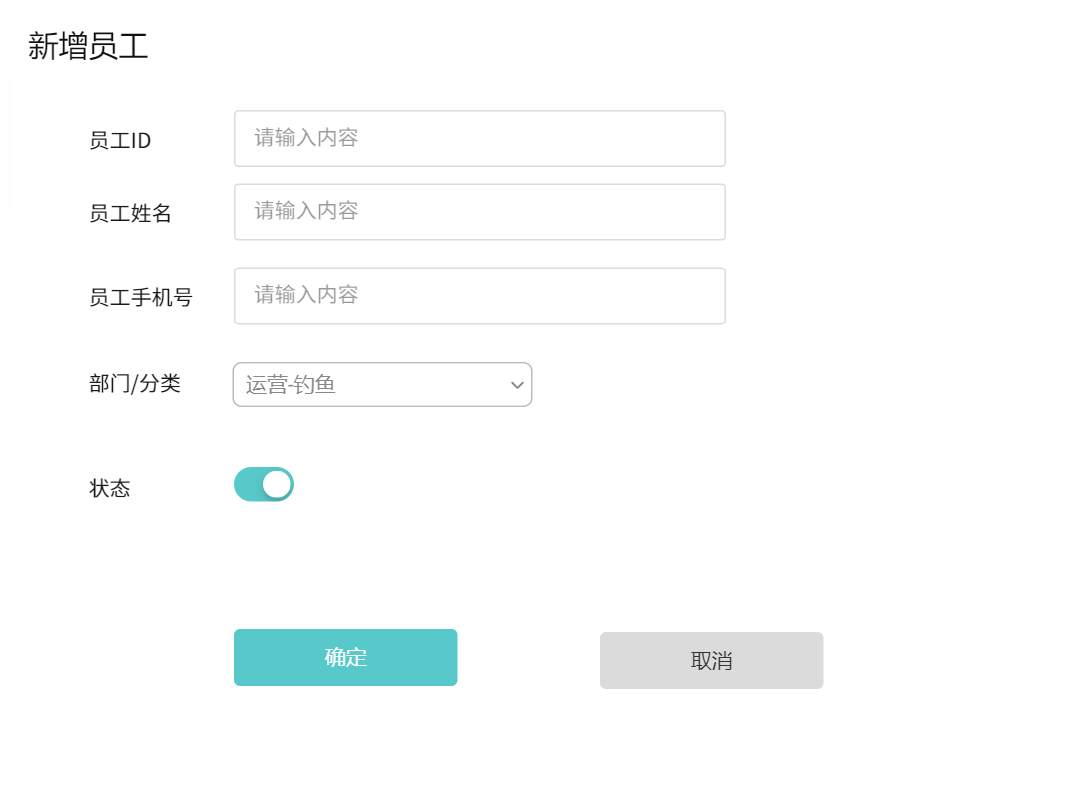 新增员工
员工ID 请输入内容
员工姓名 请输入内容
员工手机号 请输入内容
部门/分类 运营-钓鱼
状态
确定 取消